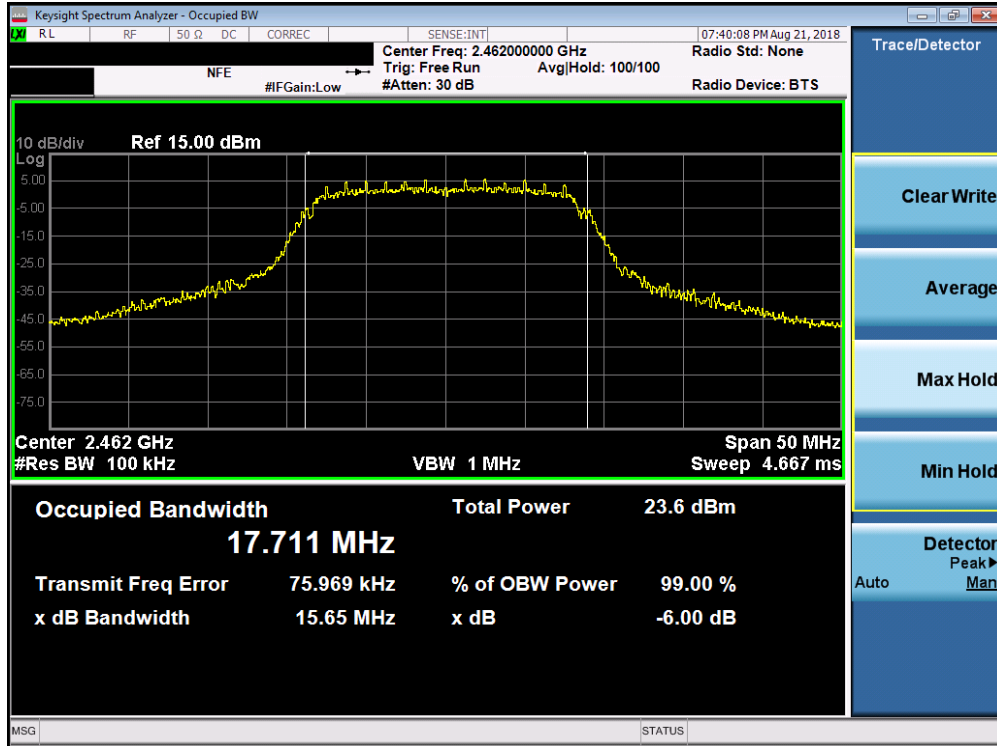 Keysight Spectrum Analyzer - Occupied BW
LXI RL RF 50 Ω DC CORREC SENSE:INT 07:40:08 PM Aug 21, 2018
Center Freq: 2.462000000 GHz Radio Std: None
NFE Trig: Free Run Avg|Hold: 100/100
#IFGain:Low #Atten: 30 dB Radio Device: BTS
Trace/Detector
10 dB/div Ref 15.00 dBm
Log
5.00
-5.00
-15.0
-25.0
-35.0
-45.0
-55.0
-65.0
-75.0
Center 2.462 GHz Span 50 MHz
#Res BW 100 kHz VBW 1 MHz Sweep 4.667 ms
Occupied Bandwidth Total Power 23.6 dBm
17.711 MHz
Transmit Freq Error 75.969 kHz % of OBW Power 99.00 %
x dB Bandwidth 15.65 MHz x dB -6.00 dB
Clear Write
Average
Max Hold
Min Hold
Detector
Peak▶
Auto Man
MSG STATUS